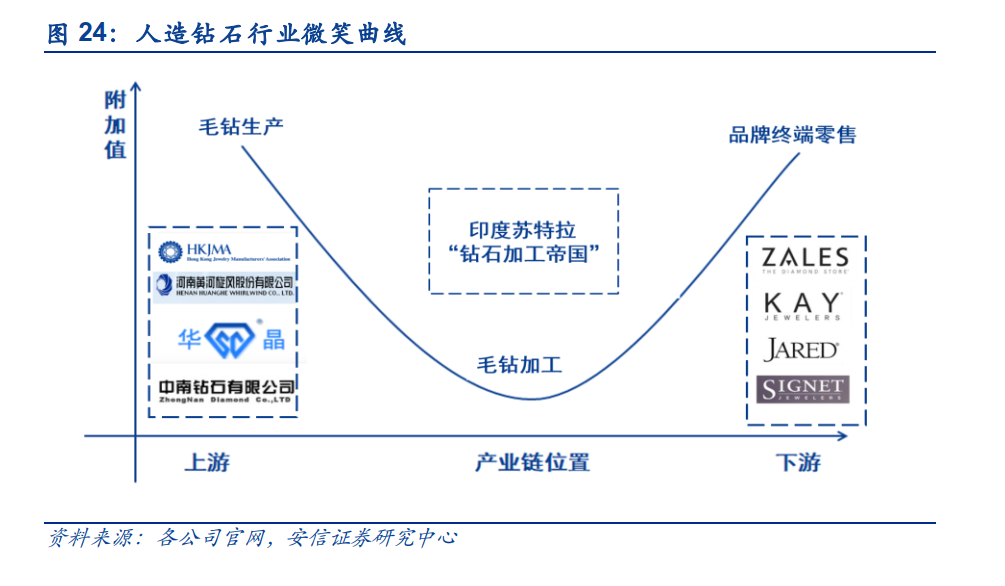 图 24：人造钻石行业微笑曲线
附加值
毛钻生产
品牌终端零售
印度苏特拉
“钻石加工帝国”
毛钻加工
HKJMA
Hong Kong Jewelry Manufacturers' Association
河南黄河旋风股份有限公司
HENAN HUANGHE WHIRLWIND CO., LTD.
华 SC ® 晶
中南钻石有限公司
ZhongNan Diamond Co.,LTD
ZALES
THE DIAMOND STORE
KAY
JEWELERS
JARED
SIGNET
JEWELERS
上游
产业链位置
下游
资料来源：各公司官网，安信证券研究中心